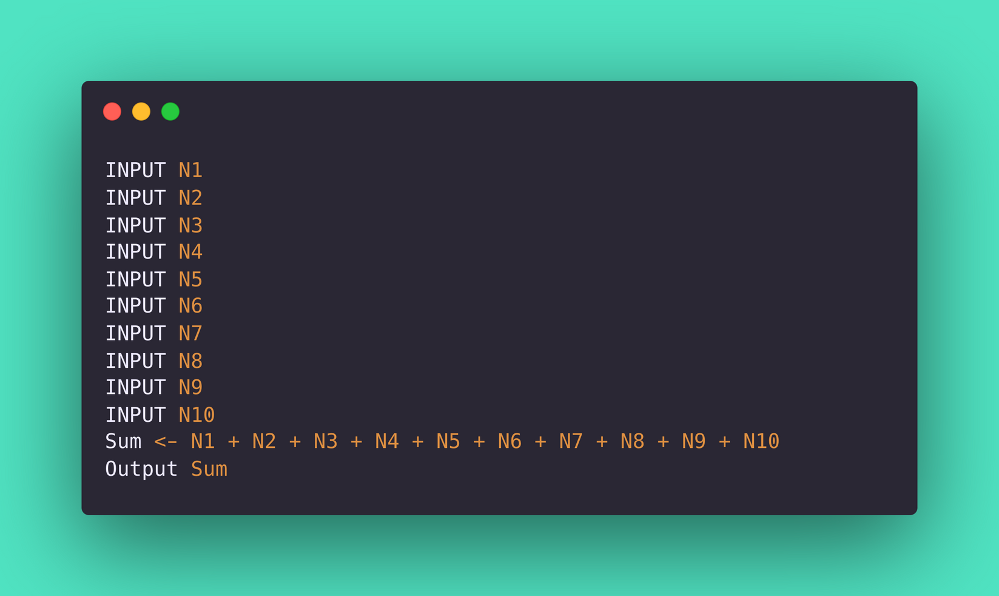 INPUT N1
INPUT N2
INPUT N3
INPUT N4
INPUT N5
INPUT N6
INPUT N7
INPUT N8
INPUT N9
INPUT N10
Sum <- N1 + N2 + N3 + N4 + N5 + N6 + N7 + N8 + N9 + N10
Output Sum